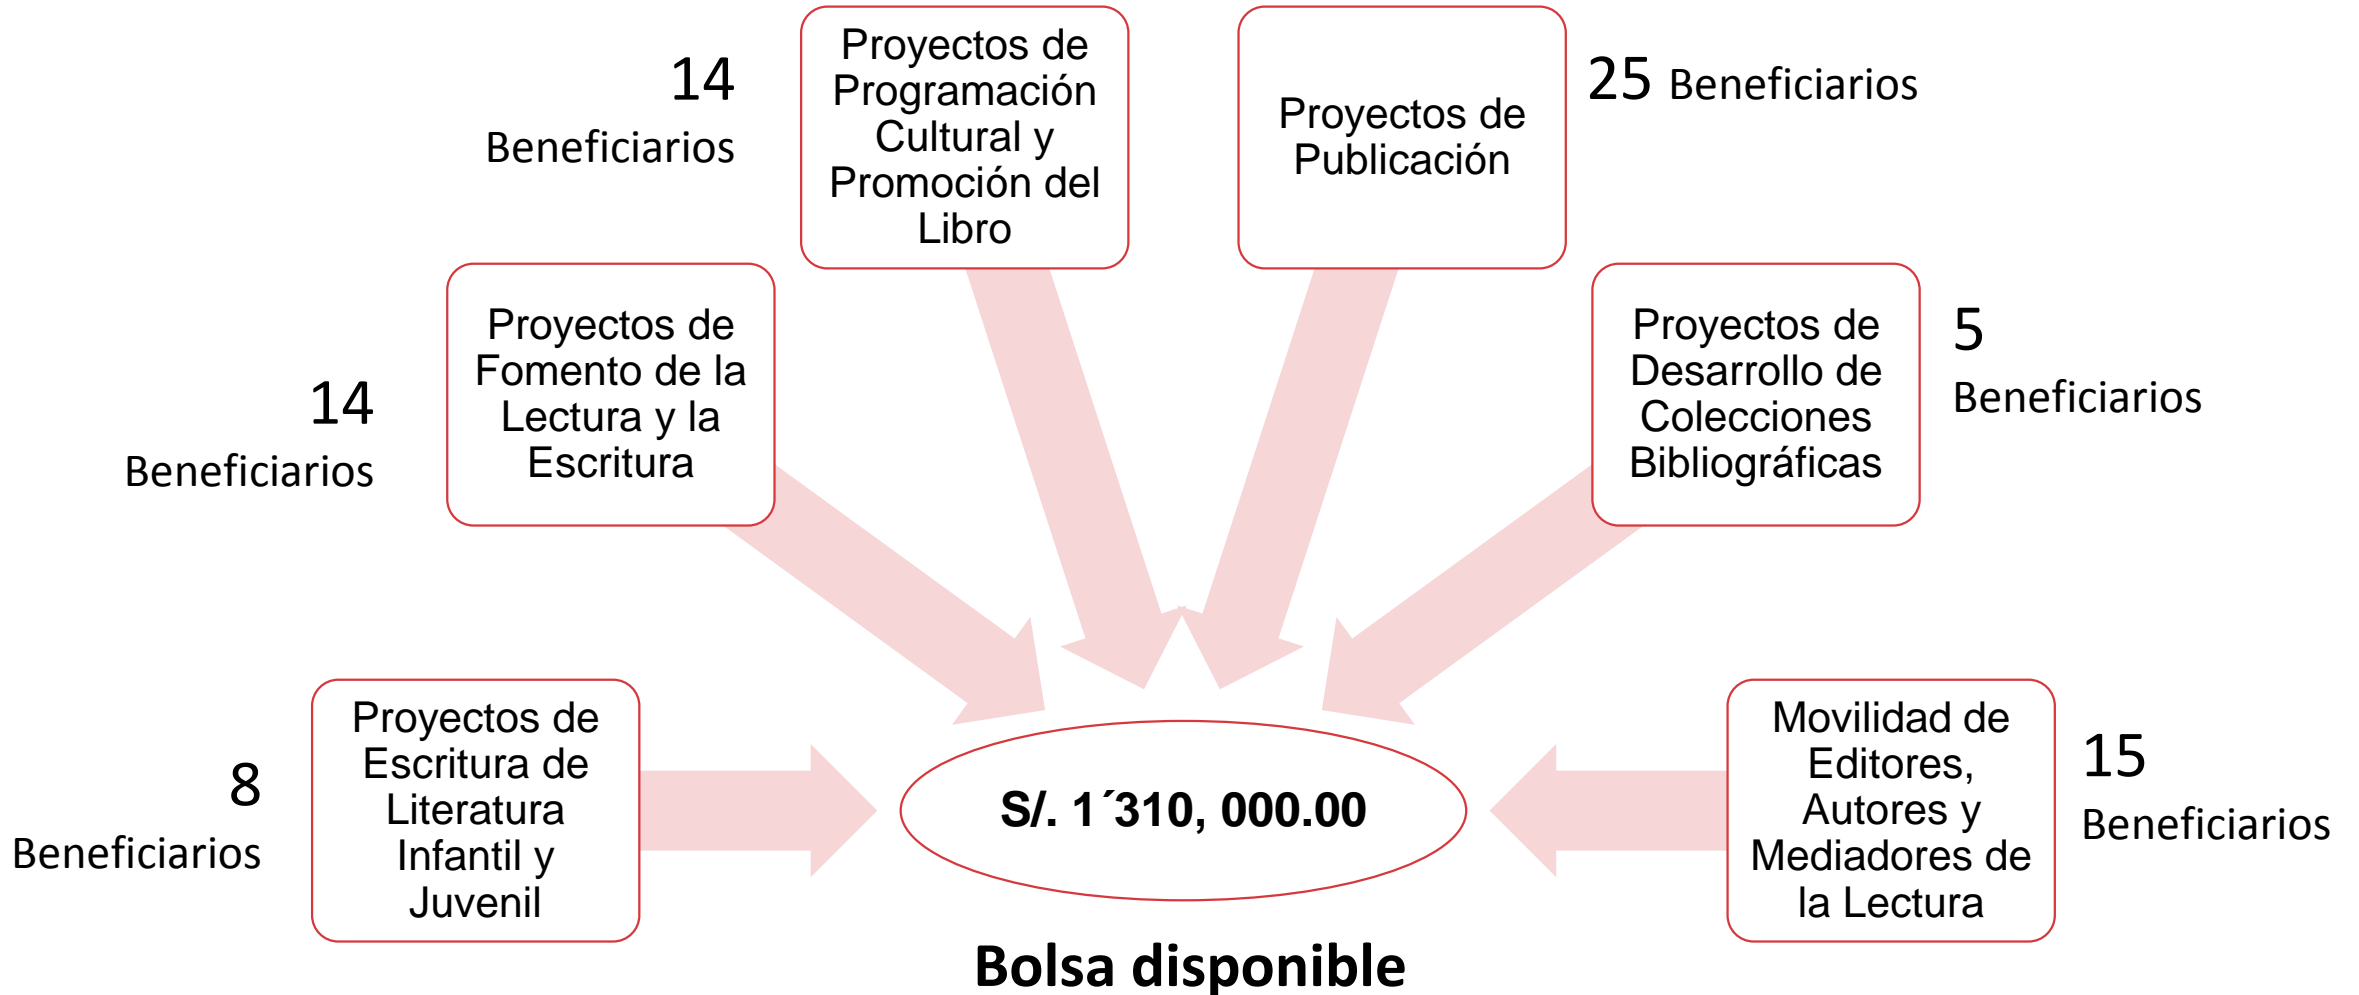 14
Beneficiarios
Proyectos de
Programación
Cultural y
Promoción del
Libro
Proyectos de
Publicación
25 Beneficiarios
14
Beneficiarios
Proyectos de
Fomento de la
Lectura y la
Escritura
Proyectos de
Desarrollo de
Colecciones
Bibliográficas
5
Beneficiarios
8
Beneficiarios
Proyectos de
Escritura de
Literatura
Infantil y
Juvenil
S/. 1´310, 000.00
Movilidad de
Editores,
Autores y
Mediadores de
la Lectura
15
Beneficiarios
Bolsa disponible